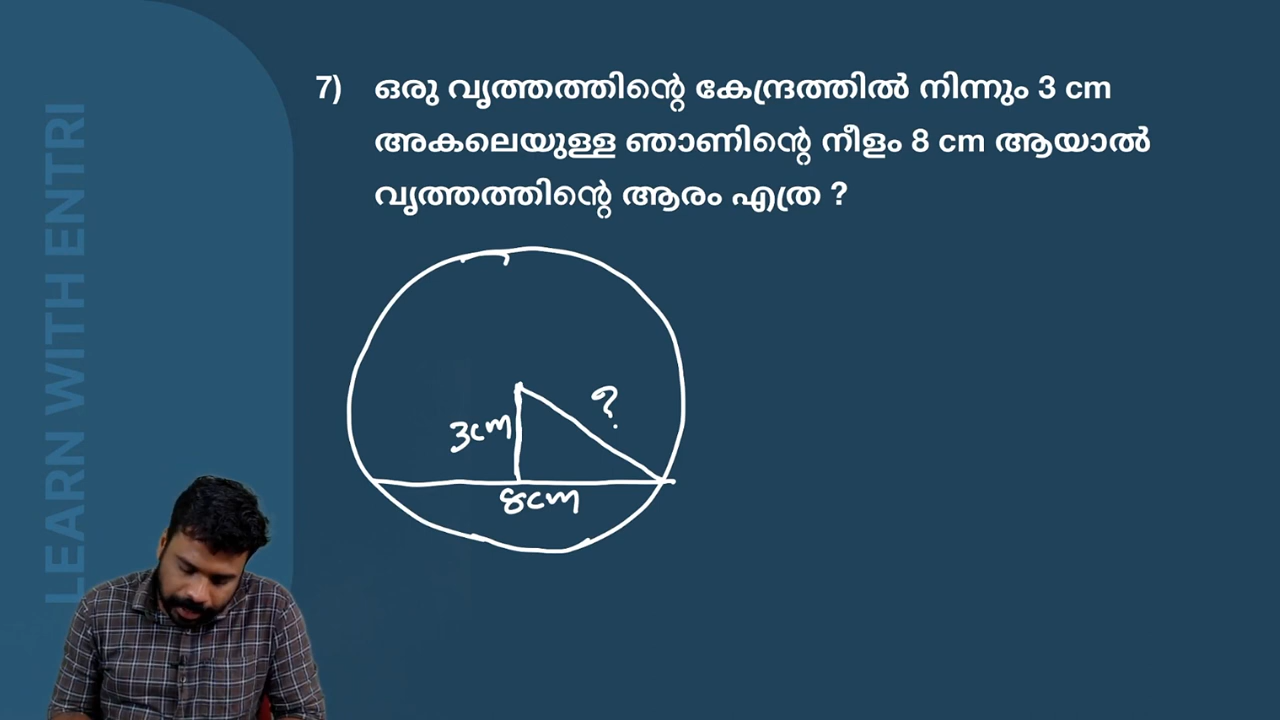 LEARN WITH ENTRI
7) ഒരു വൃത്തത്തിന്റെ കേന്ദ്രത്തിൽ നിന്നും 3 cm
അകലെയുള്ള ഞാണിന്റെ നീളം 8 cm ആയാൽ
വൃത്തത്തിന്റെ ആരം എത്ര ?
?
3cm
8cm